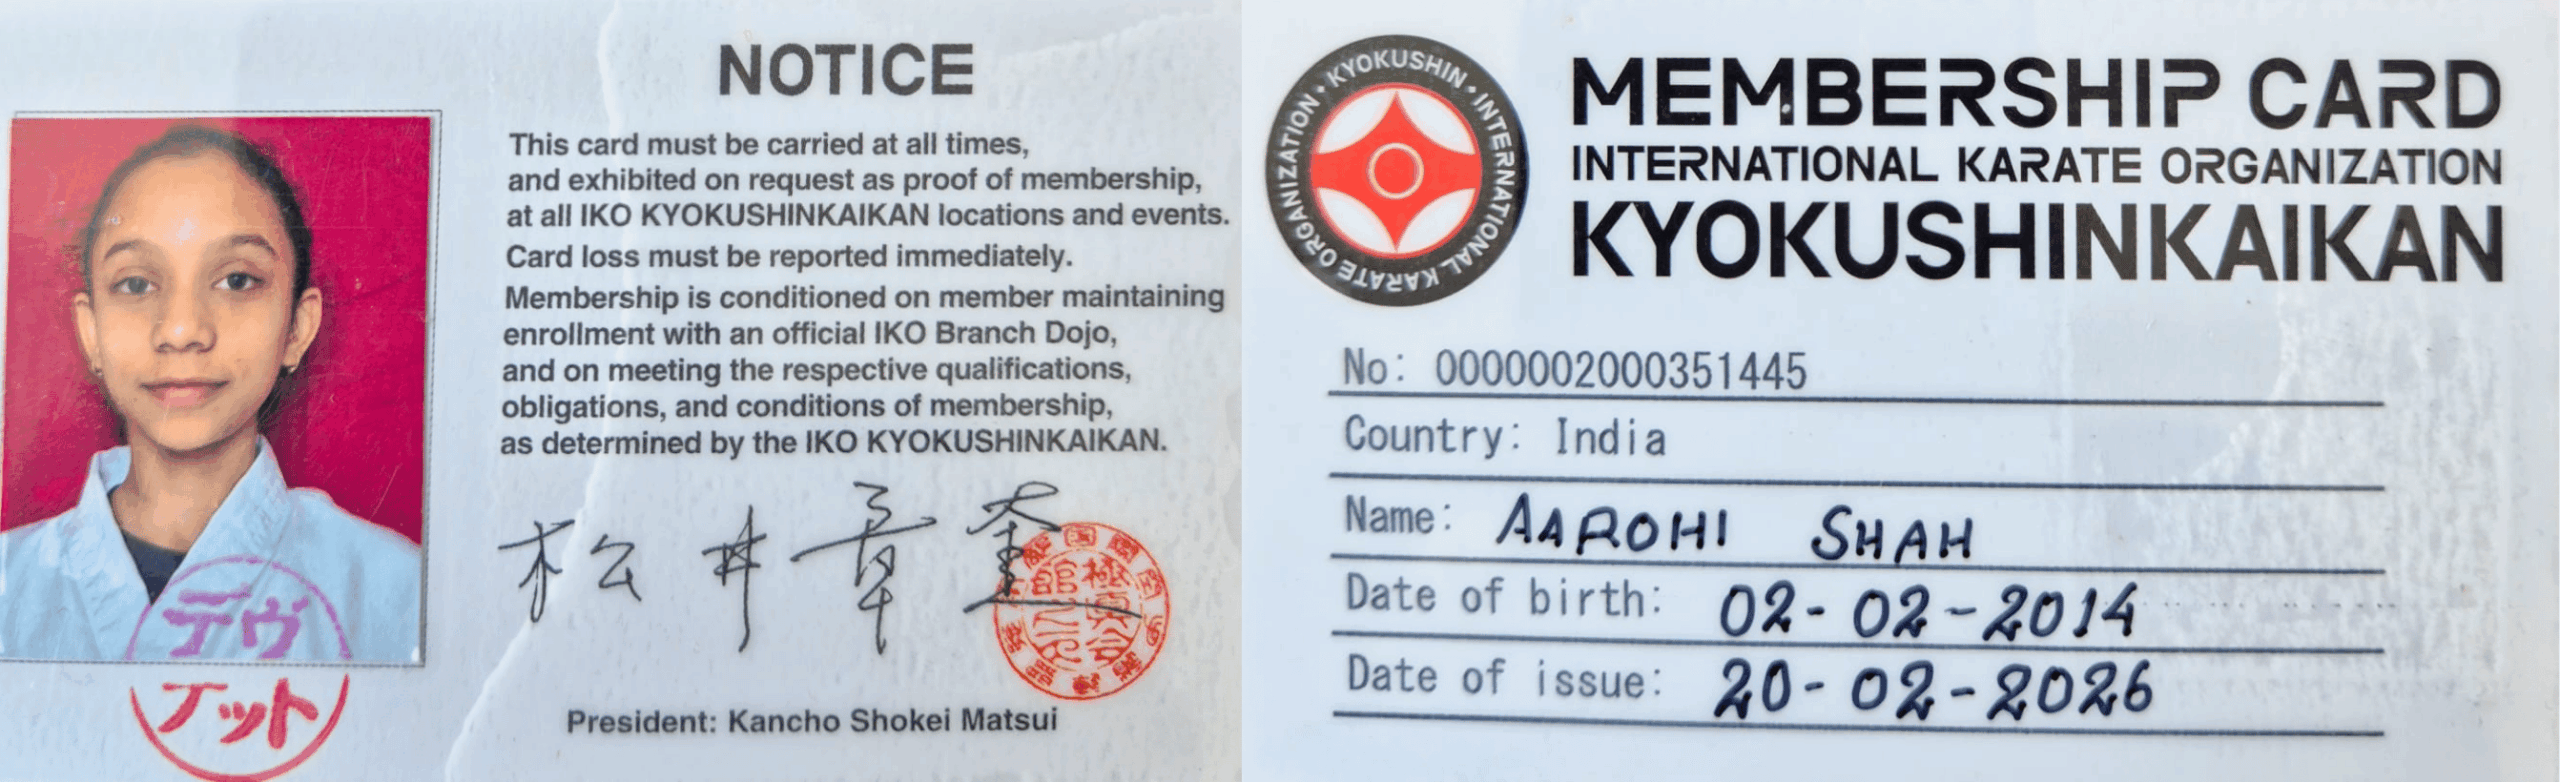 NOTICE
This card must be carried at all times,
and exhibited on request as proof of membership,
at all IKO KYOKUSHINKAIKAN locations and events.
Card loss must be reported immediately.
Membership is conditioned on member maintaining
enrollment with an official IKO Branch Dojo,
and on meeting the respective qualifications,
obligations, and conditions of membership,
as determined by the IKO KYOKUSHINKAIKAN.
松井章奎
President: Kancho Shokei Matsui
デヴ
ナット
KYOKUSHIN • INTERNATIONAL KARATE ORGANIZATION •
MEMBERSHIP CARD
INTERNATIONAL KARATE ORGANIZATION
KYOKUSHINKAIKAN
No: 0000002000351445
Country: India
Name: AAROHI SHAH
Date of birth: 02-02-2014
Date of issue: 20-02-2026